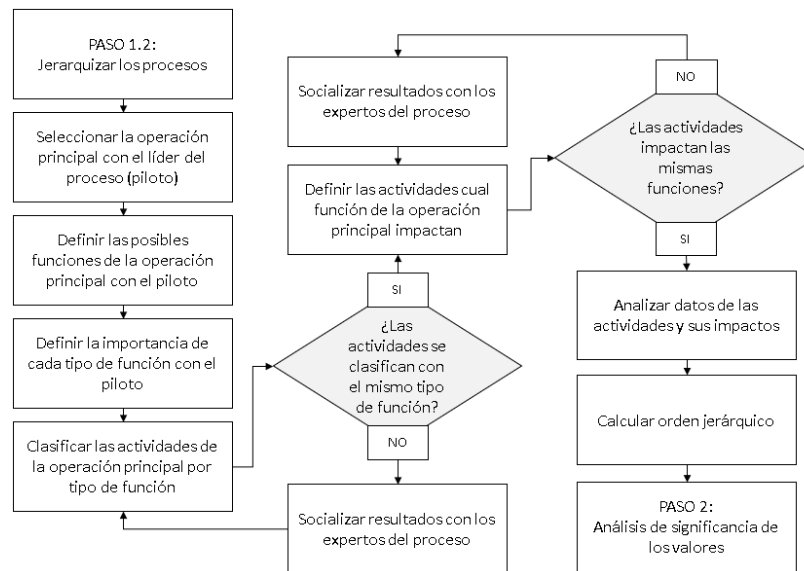 PASO 1.2:
Jerarquizar los procesos
Seleccionar la operación
principal con el líder del
proceso (piloto)
Definir las posibles
funciones de la operación
principal con el piloto
Definir la importancia de
cada tipo de función con el
piloto
Clasificar las actividades de
la operación principal por
tipo de función
Socializar resultados con los
expertos del proceso
Definir las actividades cual
función de la operación
principal impactan
SI
¿Las
actividades se
clasifican con
el mismo tipo
de función?
NO
Socializar resultados con los
expertos del proceso
NO
¿Las actividades
impactan las
mismas
funciones?
SI
Analizar datos de las
actividades y sus impactos
Calcular orden jerárquico
PASO 2:
Análisis de significancia de
los valores